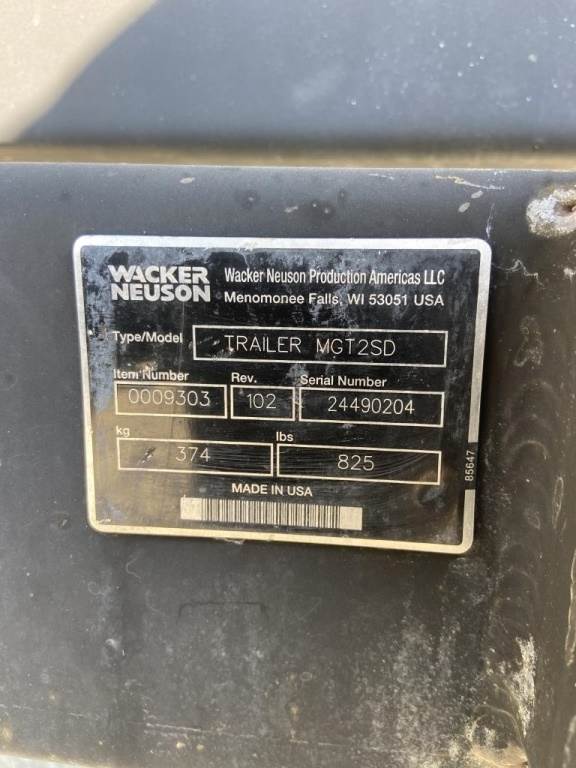 WACKER
NEUSON
Wacker Neuson Production Americas LLC
Menomonee Falls, WI 53051 USA
Type/Model TRAILER MGT2SD
Item Number Rev. Serial Number
0009303 102 24490204
kg lbs
374 825
MADE IN USA
85647